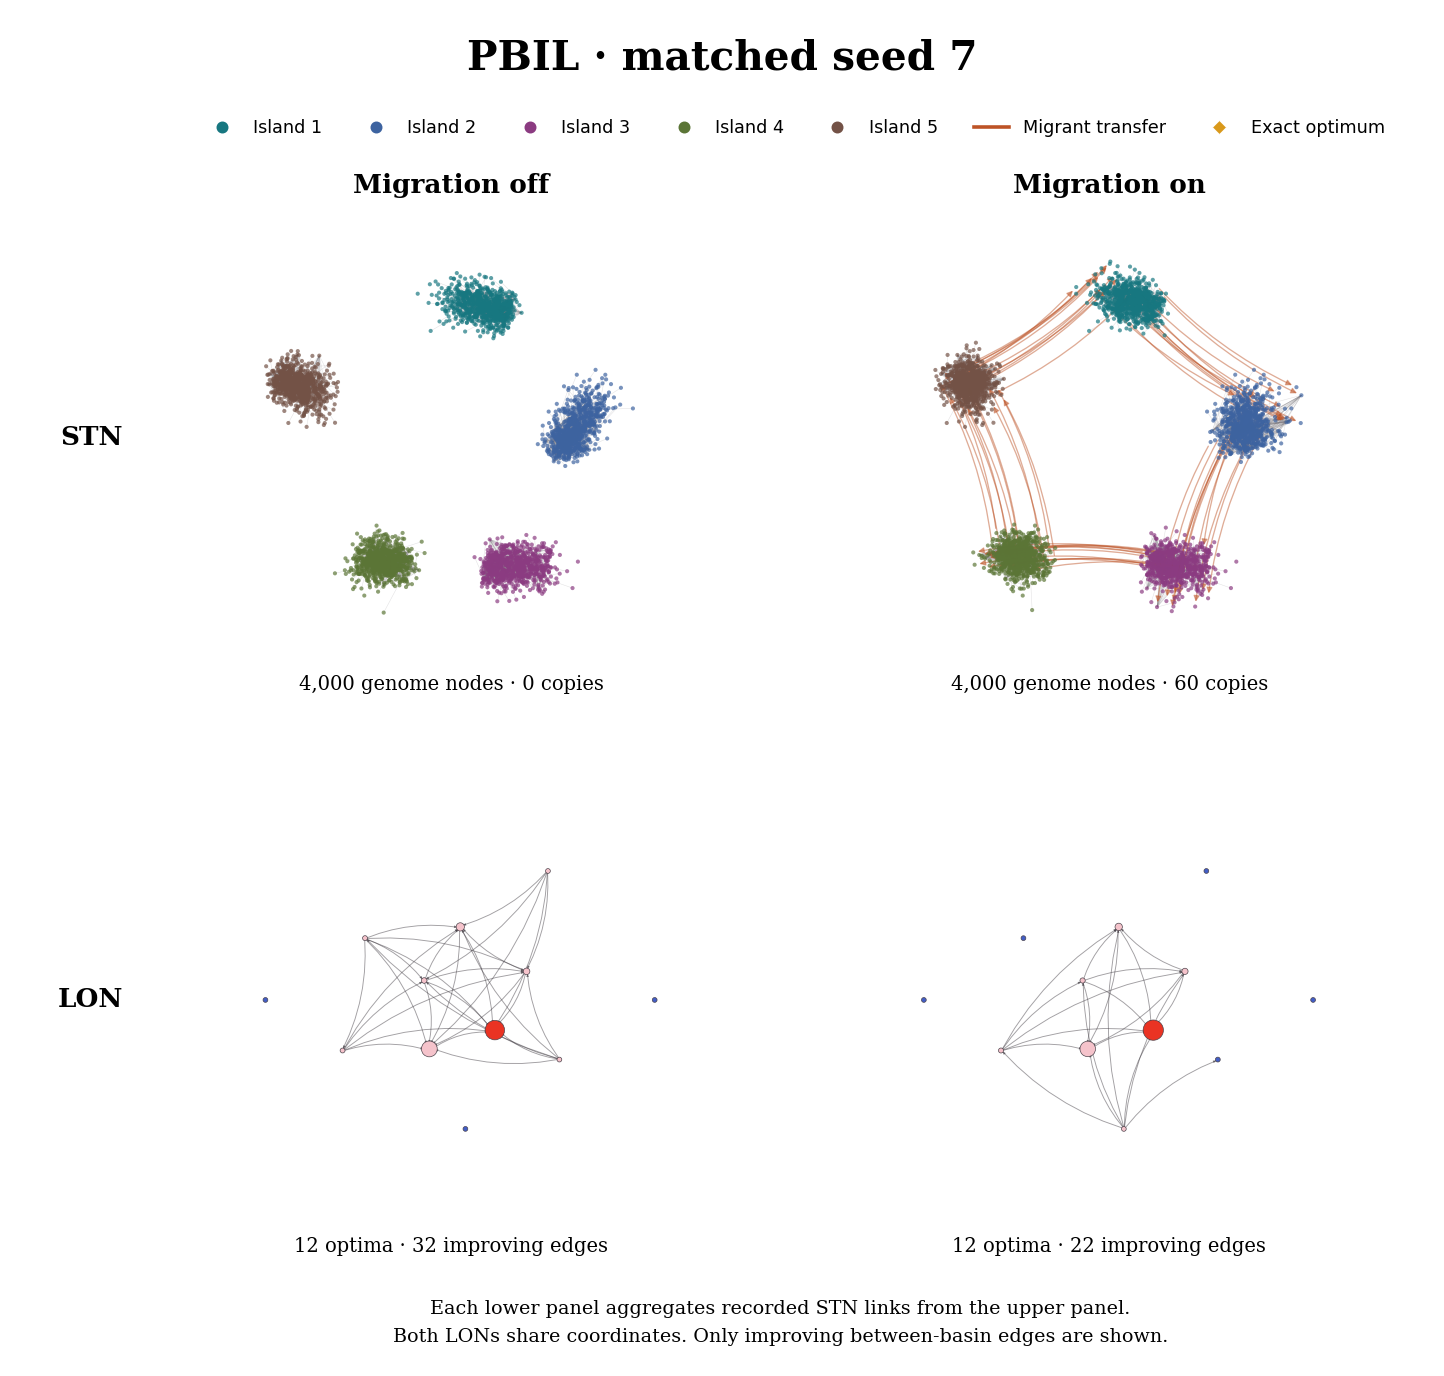 PBIL · matched seed 7
Island 1
Island 2
Island 3
Island 4
Island 5
Migrant transfer
Exact optimum
Migration off
Migration on
STN
4,000 genome nodes · 0 copies
4,000 genome nodes · 60 copies
LON
12 optima · 32 improving edges
12 optima · 22 improving edges
Each lower panel aggregates recorded STN links from the upper panel.
Both LONs share coordinates. Only improving between-basin edges are shown.